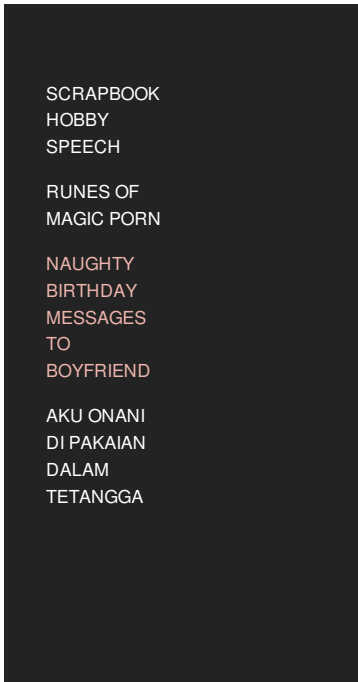 SCRAPBOOK
HOBBY
SPEECH
RUNES OF
MAGIC PORN
NAUGHTY
BIRTHDAY
MESSAGES
TO
BOYFRIEND
AKU ONANI
DI PAKAIAN
DALAM
TETANGGA